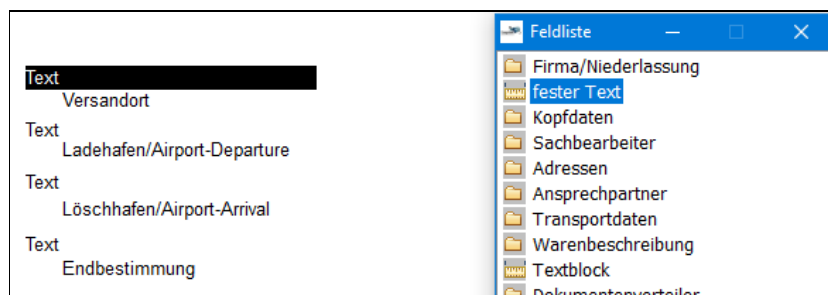 Text
Versandort
Text
Ladehafen/Airport-Departure
Text
Löschhafen/Airport-Arrival
Text
Endbestimmung
Feldliste
Firma/Niederlassung
fester Text
Kopfdaten
Sachbearbeiter
Adressen
Ansprechpartner
Transportdaten
Warenbeschreibung
Textblock
Dokumentenverteiler